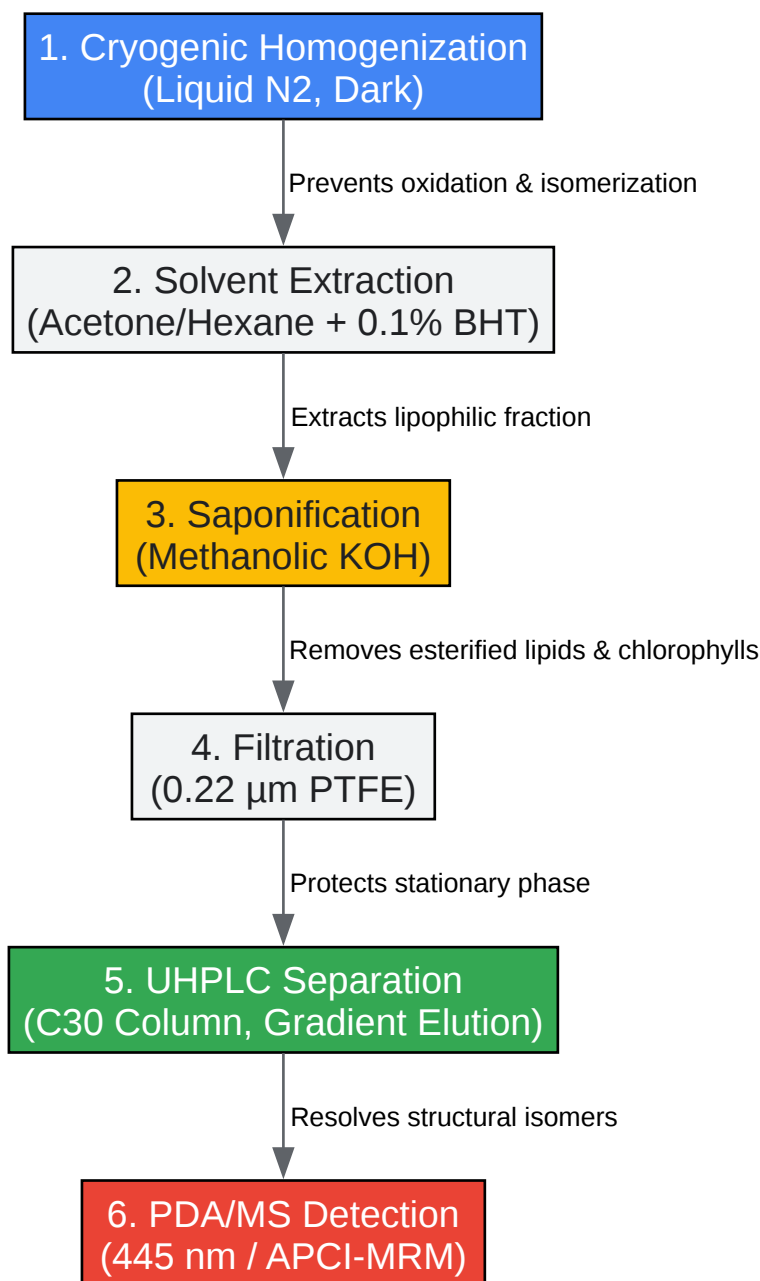 1. Cryogenic Homogenization
(Liquid N2, Dark)
Prevents oxidation & isomerization
2. Solvent Extraction
(Acetone/Hexane + 0.1% BHT)
Extracts lipophilic fraction
3. Saponification
(Methanolic KOH)
Removes esterified lipids & chlorophylls
4. Filtration
(0.22 µm PTFE)
Protects stationary phase
5. UHPLC Separation
(C30 Column, Gradient Elution)
Resolves structural isomers
6. PDA/MS Detection
(445 nm / APCI-MRM)